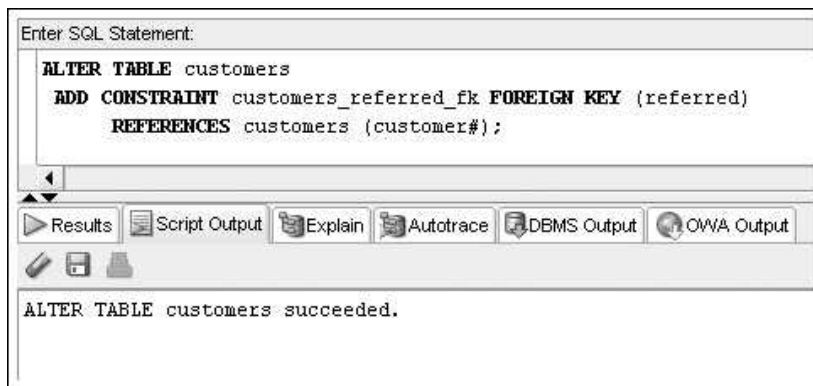 Enter SQL Statement:
ALTER TABLE customers
ADD CONSTRAINT customers_referred_fk FOREIGN KEY (referred)
REFERENCES customers (customer#);
Results Script Output Explain Autotrace DBMS Output OWA Output
ALTER TABLE customers succeeded.